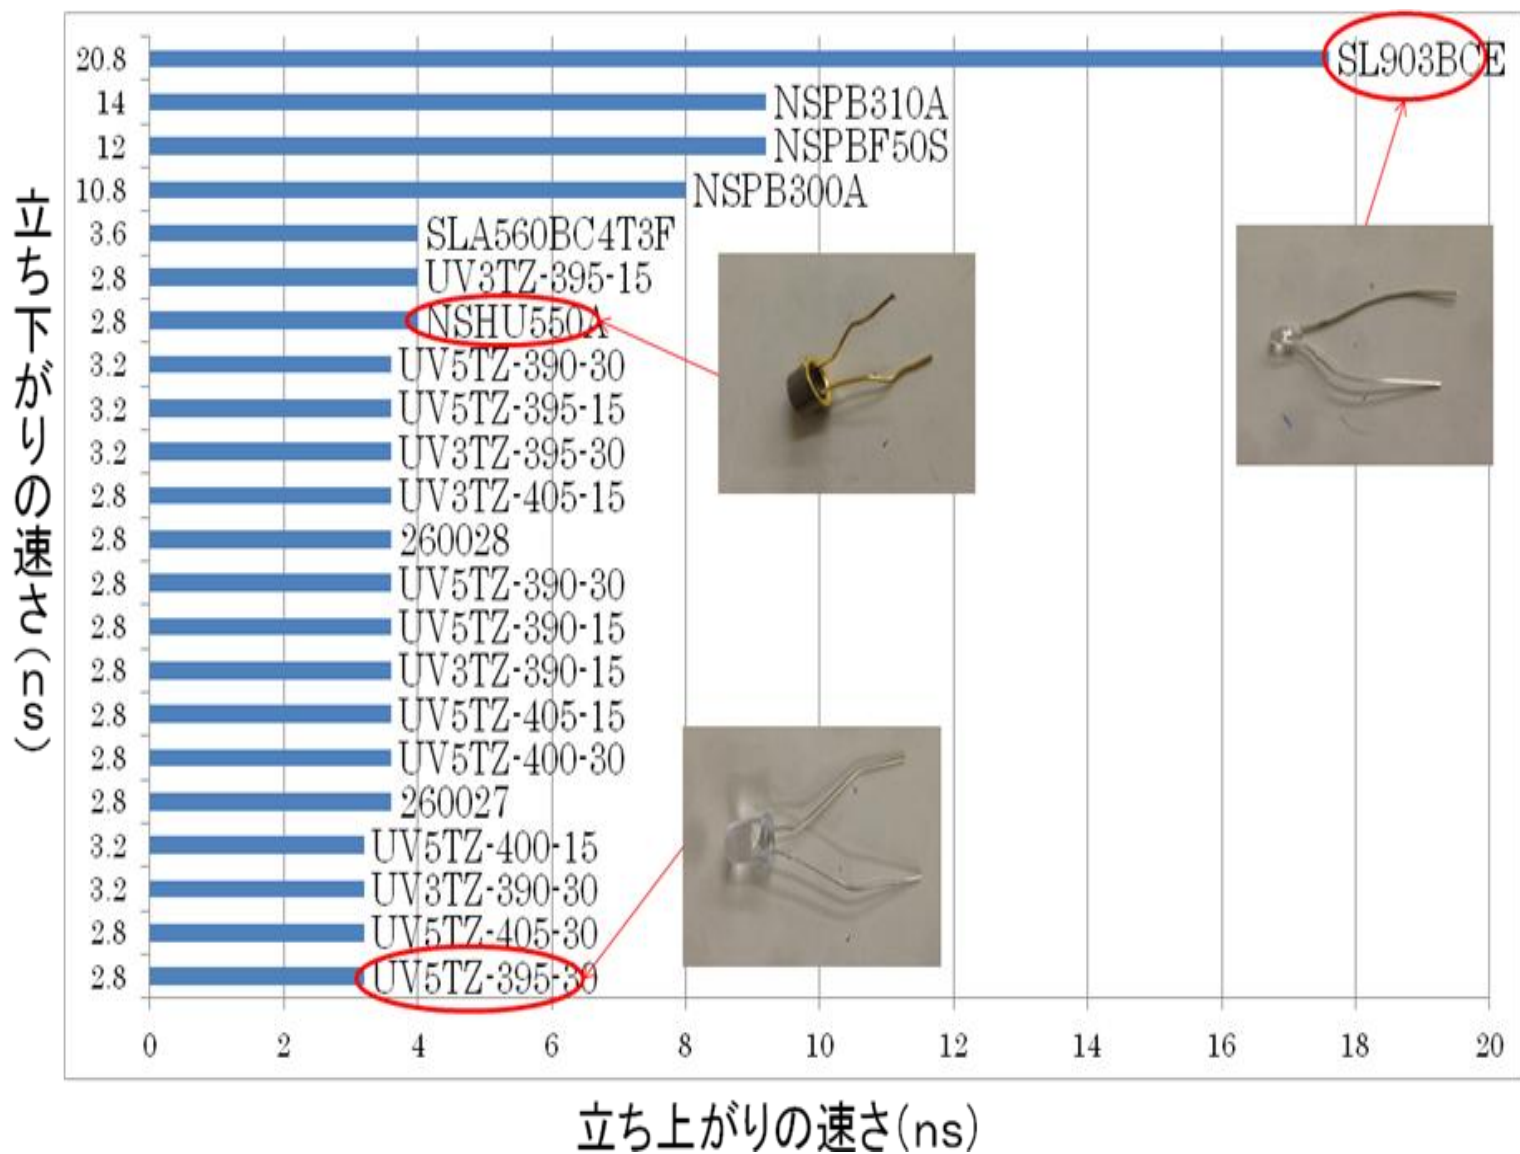 20.8 SL903BCE
14 NSPB310A
12 NSPBF50S
10.8 NSPB300A
3.6 SLA560BC4T3F
2.8 UV3TZ-395-15
2.8 NSHU550A
3.2 UV5TZ-390-30
3.2 UV5TZ-395-15
3.2 UV3TZ-395-30
2.8 UV3TZ-405-15
2.8 260028
2.8 UV5TZ-390-30
2.8 UV5TZ-390-15
2.8 UV3TZ-390-15
2.8 UV5TZ-405-15
2.8 UV5TZ-400-30
2.8 260027
3.2 UV5TZ-400-15
3.2 UV3TZ-390-30
2.8 UV5TZ-405-30
2.8 UV5TZ-395-30
立ち下がりの速さ(ns)
0 2 4 6 8 10 12 14 16 18 20
立ち上がりの速さ(ns)